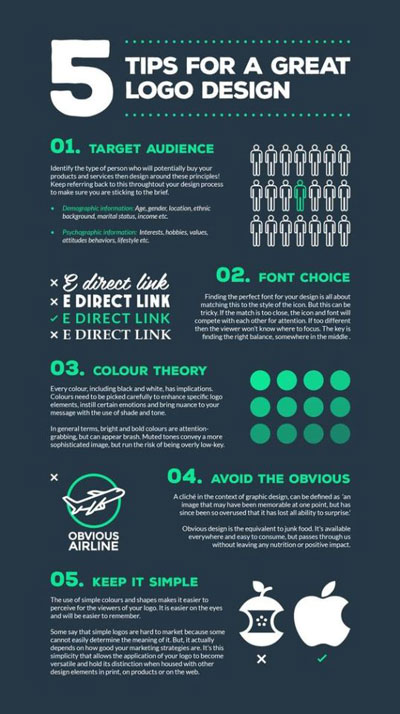 5 TIPS FOR A GREAT
LOGO DESIGN
01. TARGET AUDIENCE
Identify the type of person who will potentially buy your
products and services then design around these principles!
Keep referring back to this throughtout your design process
to make sure you are sticking to the brief.
• Demographic information: Age, gender, location, ethnic
background, marital status, income etc.
• Psychographic information: Interests, hobbies, values,
attitudes behaviors, lifestyle etc.
× E direct link
× E DIRECT LINK
✓ E DIRECT LINK
× E DIRECT LINK
02. FONT CHOICE
Finding the perfect font for your design is all about
matching this to the style of the icon. But this can be
tricky. If the match is too close, the icon and font will
compete with each other for attention. If too different
then the viewer won't know where to focus. The key is
finding the right balance, somewhere in the middle .
03. COLOUR THEORY
Every colour, including black and white, has implications.
Colours need to be picked carefully to enhance specific logo
elements, instill certain emotions and bring nuance to your
message with the use of shade and tone.
In general terms, bright and bold colours are attention-
grabbing, but can appear brash. Muted tones convey a more
sophisticated image, but run the risk of being overly low-key.
×
OBVIOUS
AIRLINE
04. AVOID THE OBVIOUS
A cliché in the context of graphic design, can be defined as 'an
image that may have been memorable at one point, but has
since been so overused that it has lost all ability to surprise'
Obvious design is the equivalent to junk food. It's available
everywhere and easy to consume, but passes through us
without leaving any nutrition or positive impact.
05. KEEP IT SIMPLE
The use of simple colours and shapes makes it easier to
perceive for the viewers of your logo. It is easier on the eyes
and will be easier to remember.
Some say that simple logos are hard to market because some
cannot easily determine the meaning of it. But, it actually
depends on how good your marketing strategies are. It's this
simplicity that allows the application of your logo to become
versatile and hold its distinction when housed with other
design elements in print, on products or on the web.
× ✓